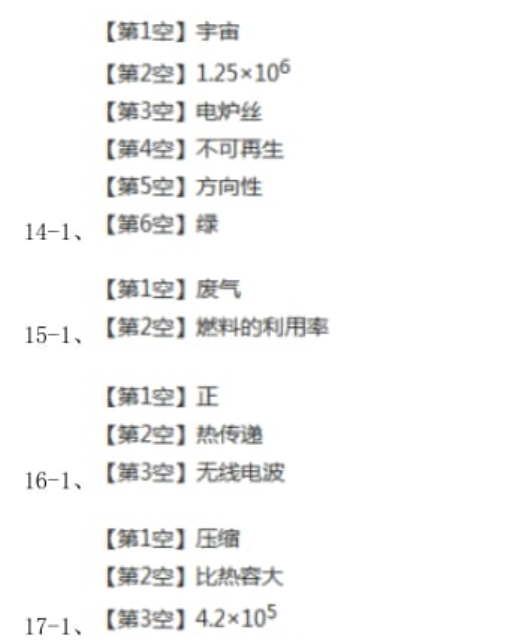 【第1空】宇宙
【第2空】1.25×10⁶
【第3空】电炉丝
【第4空】不可再生
【第5空】方向性
14-1、【第6空】绿
【第1空】废气
15-1、【第2空】燃料的利用率
【第1空】正
【第2空】热传递
16-1、【第3空】无线电波
【第1空】压缩
【第2空】比热容大
17-1、【第3空】4.2×10⁵